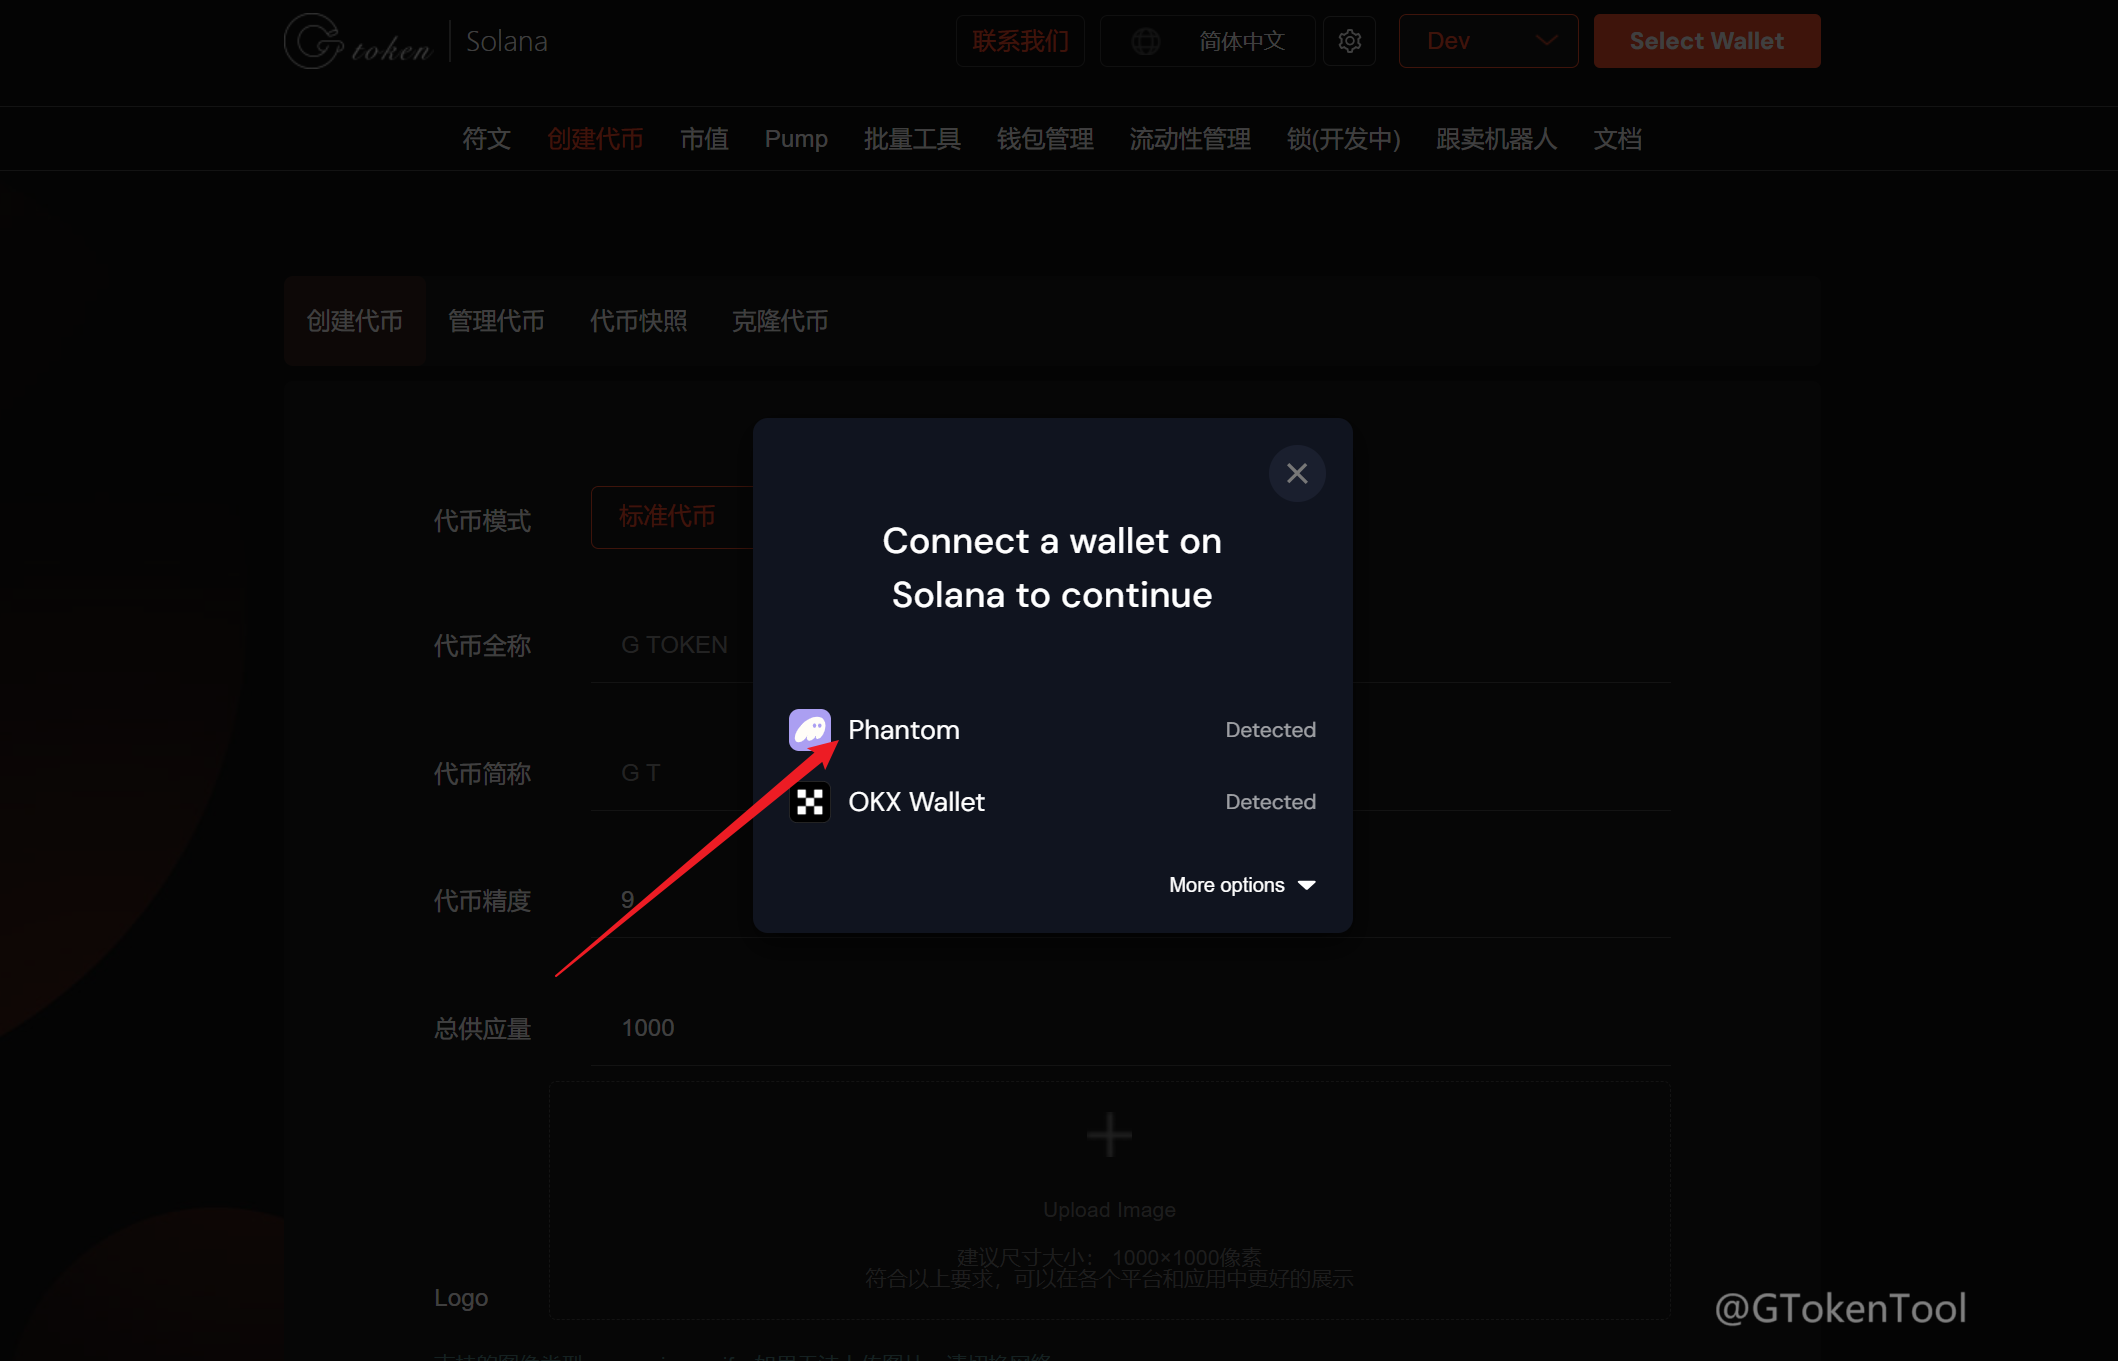 G token | Solana
联系我们
简体中文
Dev
Select Wallet
符文 创建代币 市值 Pump 批量工具 钱包管理 流动性管理 锁(开发中) 跟卖机器人 文档
创建代币 管理代币 代币快照 克隆代币
代币模式
标准代币
Connect a wallet on
Solana to continue
代币全称
G TOKEN
Phantom Detected
代币简称
G T
OKX Wallet Detected
More options
代币精度
9
总供应量
1000
Upload Image
建议尺寸大小： 1000×1000像素
符合以上要求，可以在各个平台和应用中更好的展示
Logo
@GTokenTool